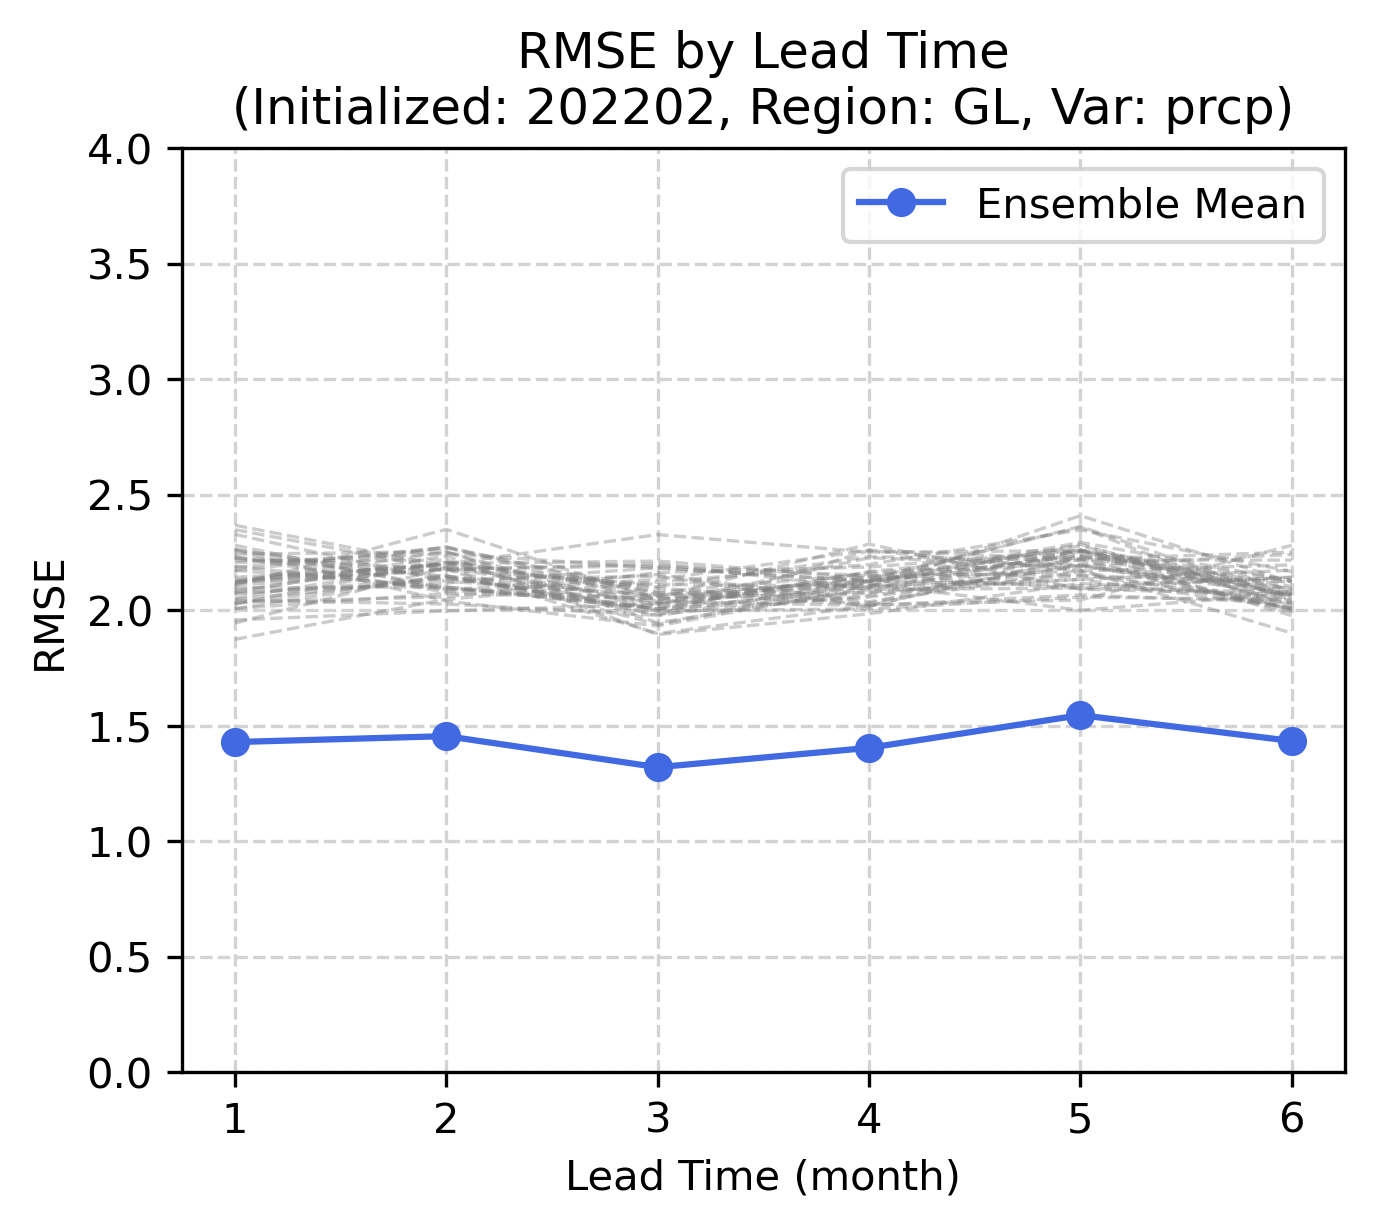 RMSE by Lead Time
(Initialized: 202202, Region: GL, Var: prcp)
4.0
3.5
3.0
2.5
2.0
1.5
1.0
0.5
0.0
RMSE
Ensemble Mean
1 2 3 4 5 6
Lead Time (month)